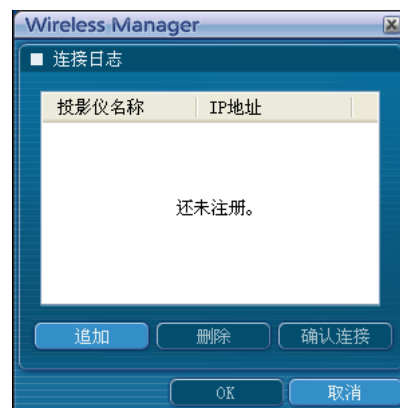 Wireless Manager
连接日志
投影仪名称 IP地址
还未注册。
追加 删除 确认连接
OK 取消